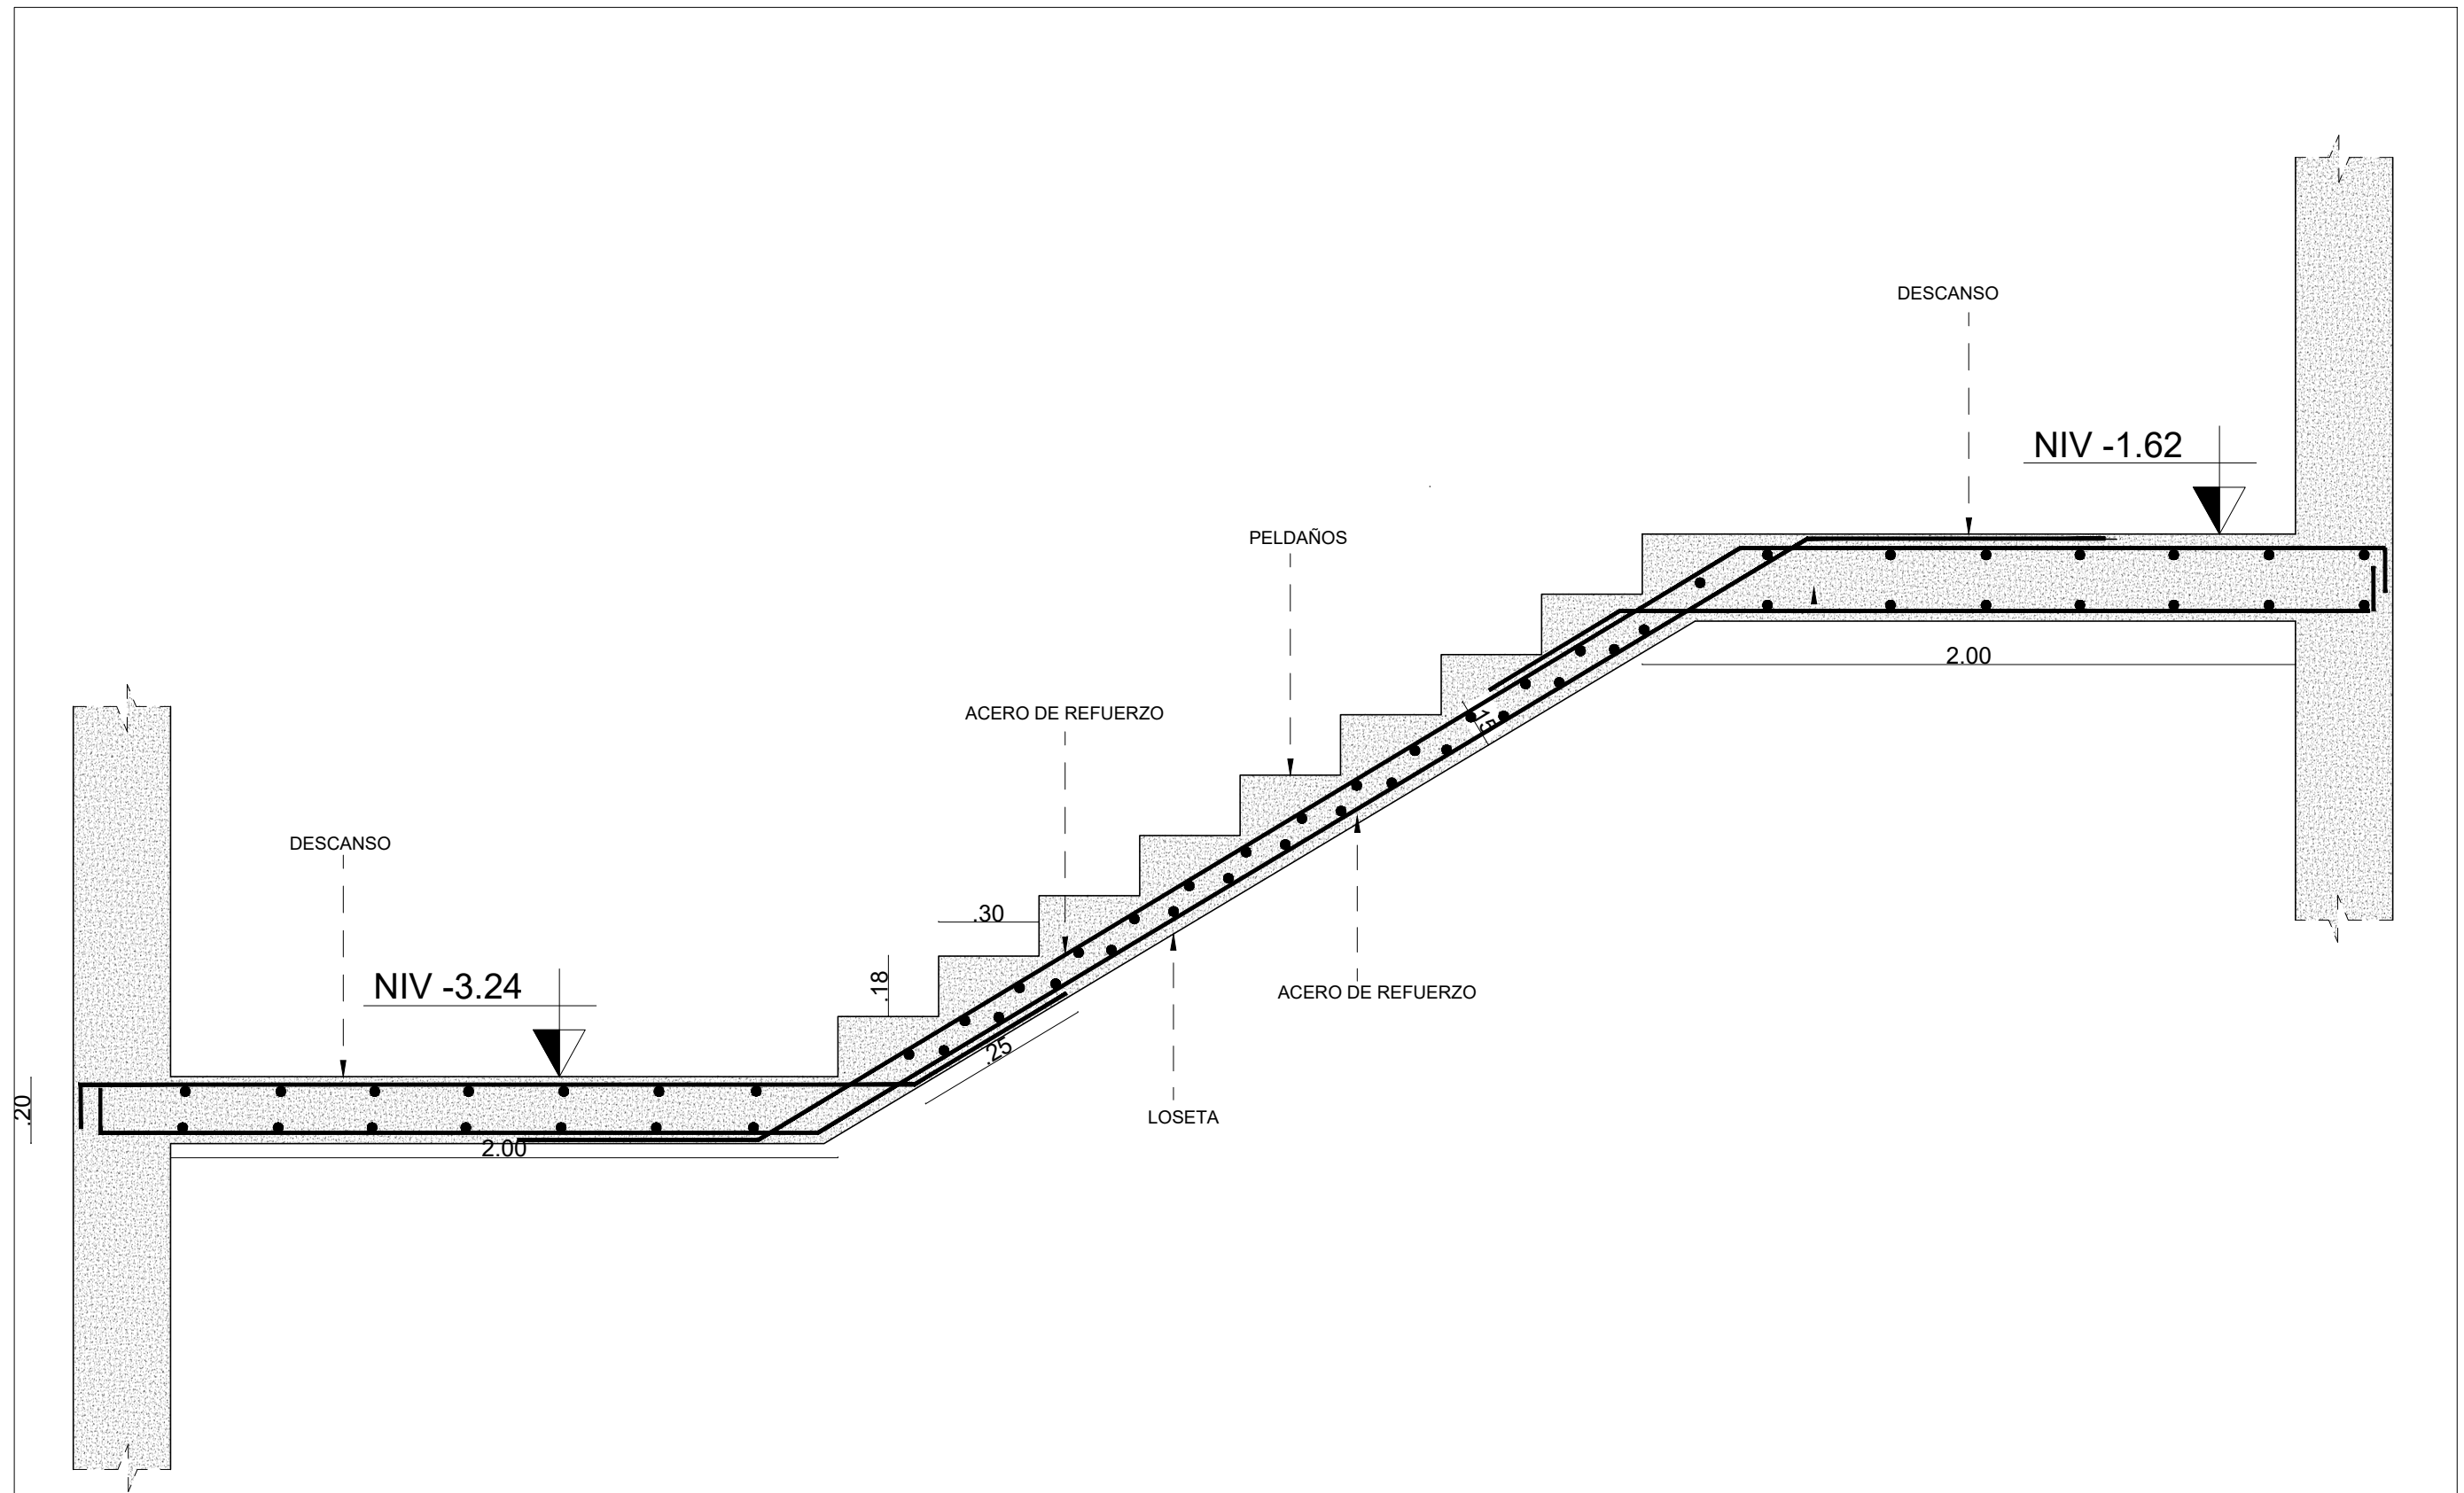 DESCANSO
NIV -1.62
PELDAÑOS
2.00
ACERO DE REFUERZO
.15
DESCANSO
.30
NIV -3.24
.18
ACERO DE REFUERZO
.25
.20
LOSETA
2.00